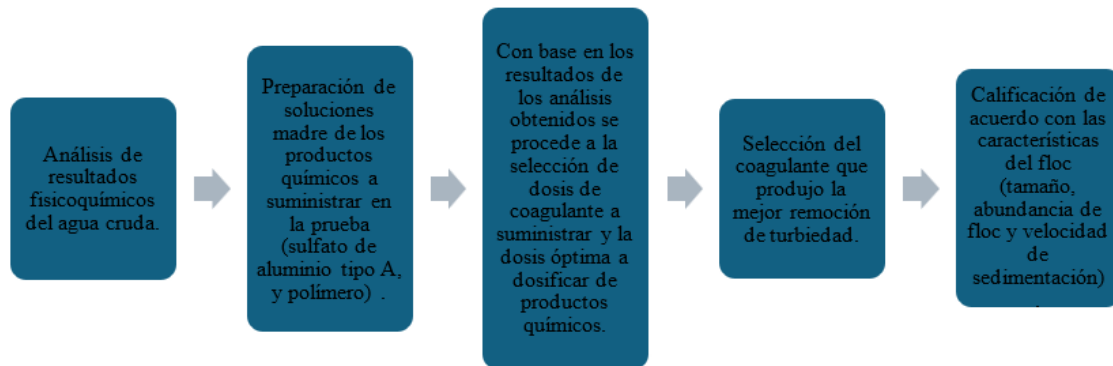 Análisis de
resultados
fisicoquímicos
del agua cruda.
Preparación de
soluciones
madre de los
productos
químicos a
suministrar en
la prueba
(sulfato de
aluminio tipo A,
y polímero) .
Con base en los
resultados de
los análisis
obtenidos se
procede a la
selección de
dosis de
coagulante a
suministrar y la
dosis óptima a
dosificar de
productos
químicos.
Selección del
coagulante que
produjo la
mejor remoción
de turbiedad.
Calificación de
acuerdo con las
características
del floc
(tamaño,
abundancia de
floc y velocidad
de
sedimentación)
.